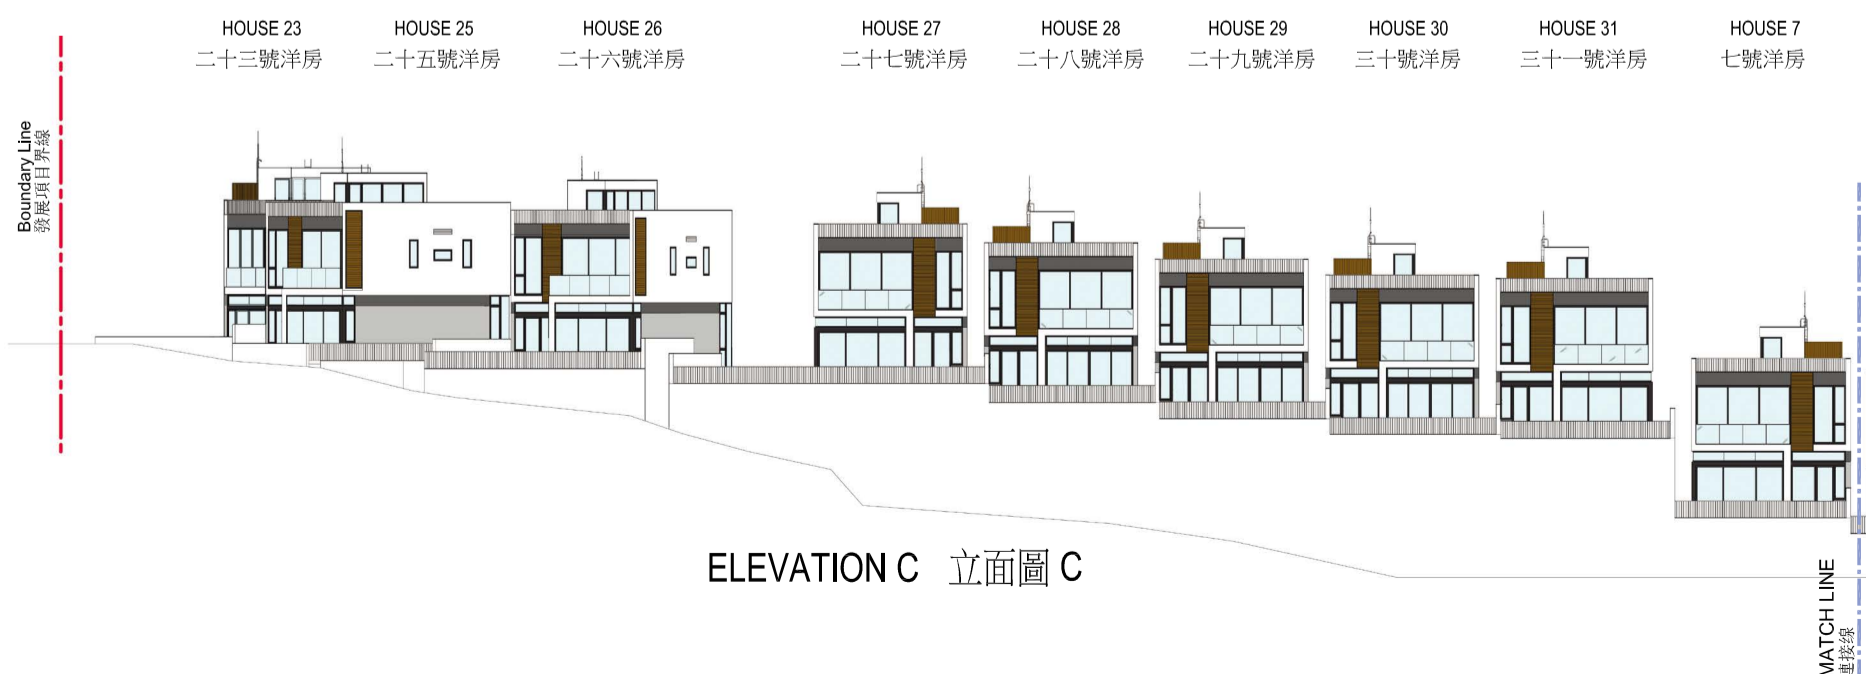 HOUSE 23
二十三號洋房
HOUSE 25
二十五號洋房
HOUSE 26
二十六號洋房
HOUSE 27
二十七號洋房
HOUSE 28
二十八號洋房
HOUSE 29
二十九號洋房
HOUSE 30
三十號洋房
HOUSE 31
三十一號洋房
HOUSE 7
七號洋房
Boundary Line
發展項目界線
ELEVATION C 立面圖 C
MATCH LINE
連接线